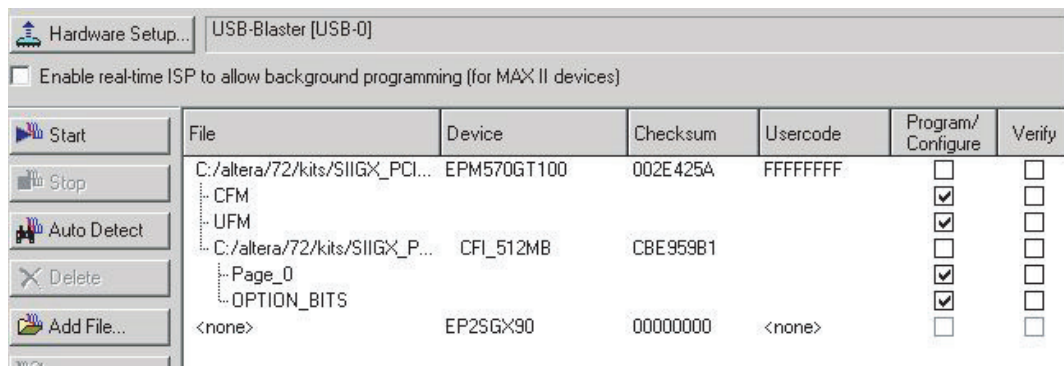 Hardware Setup... USB-Blaster [USB-0]
Enable real-time ISP to allow background programming (for MAX II devices)
Start
Stop
Auto Detect
Delete
Add File...
File Device Checksum Usercode Program/ Configure Verify
C:/altera/72/kits/SIIGX_PCI... EPM570GT100 002E425A FFFFFFFF
CFM
UFM
C:/altera/72/kits/SIIGX_P... CFI_512MB CBE959B1
Page_0
OPTION_BITS
<none> EP2SGX90 00000000 <none>